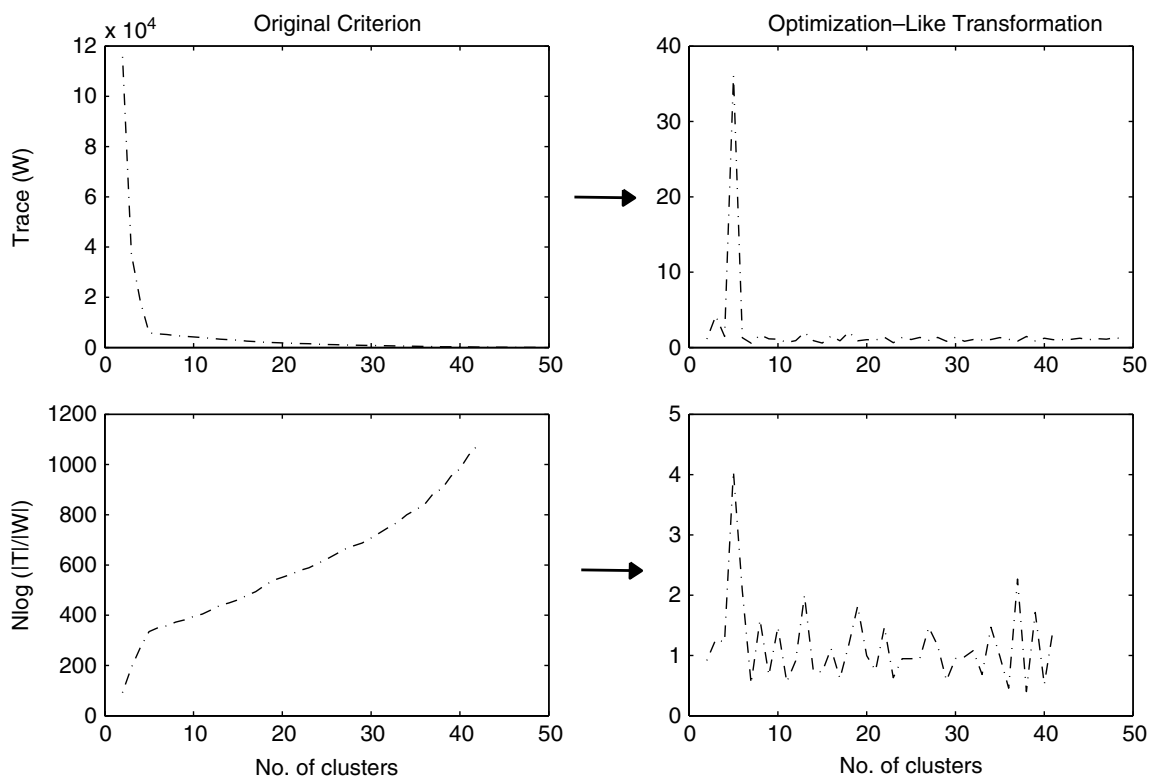 Original Criterion
Optimization–Like Transformation
x 10⁴
Trace (W)
12
10
8
6
4
2
0
0 10 20 30 40 50
40
30
20
10
0
0 10 20 30 40 50
Nlog (|T|/|W|)
1200
1000
800
600
400
200
0
0 10 20 30 40 50
No. of clusters
5
4
3
2
1
0
0 10 20 30 40 50
No. of clusters